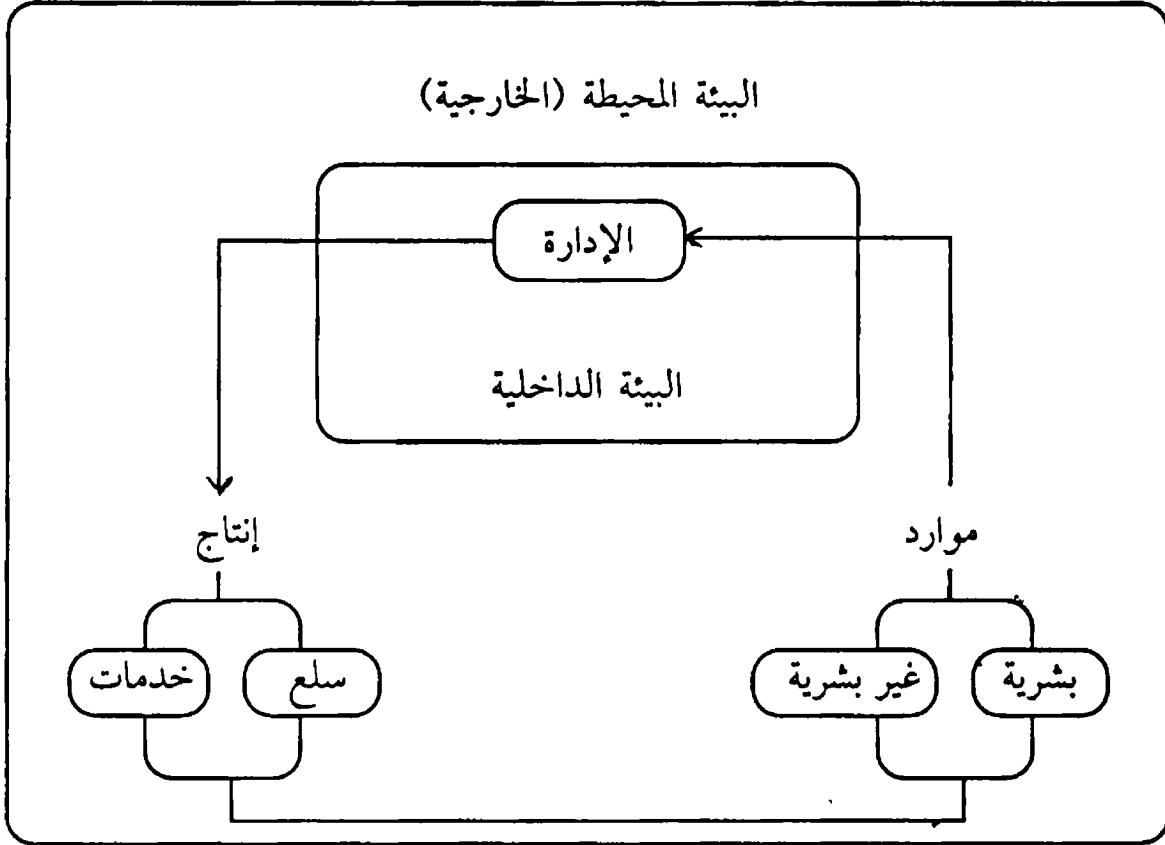 البيئة المحيطة (الخارجية)
الإدارة
البيئة الداخلية
موارد
إنتاج
بشرية
غير بشرية
سلع
خدمات